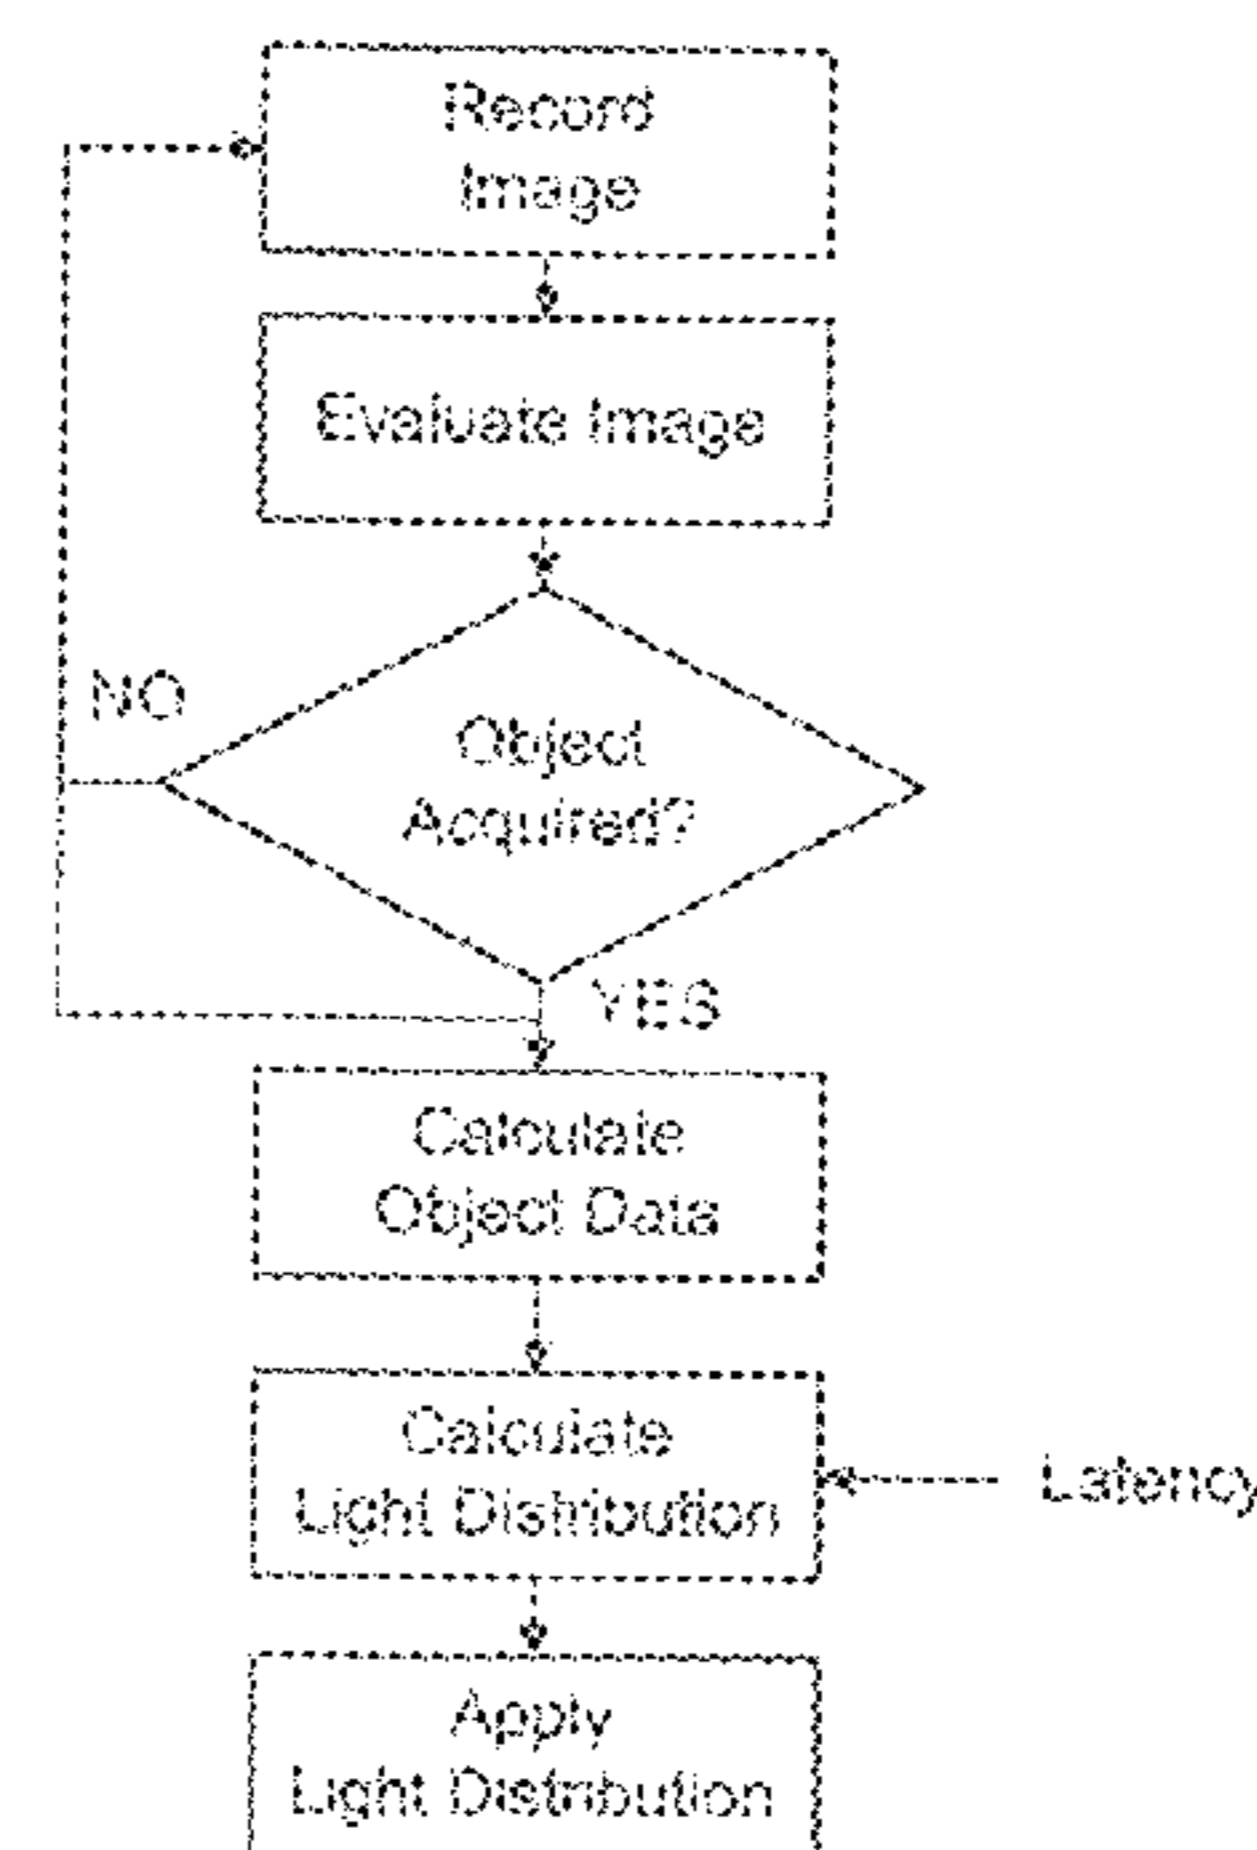 Record
Image
Evaluate Image
NO
Object
Acquired?
YES
Calculate
Object Data
Calculate
Light Distribution
Latency
Apply
Light Distribution